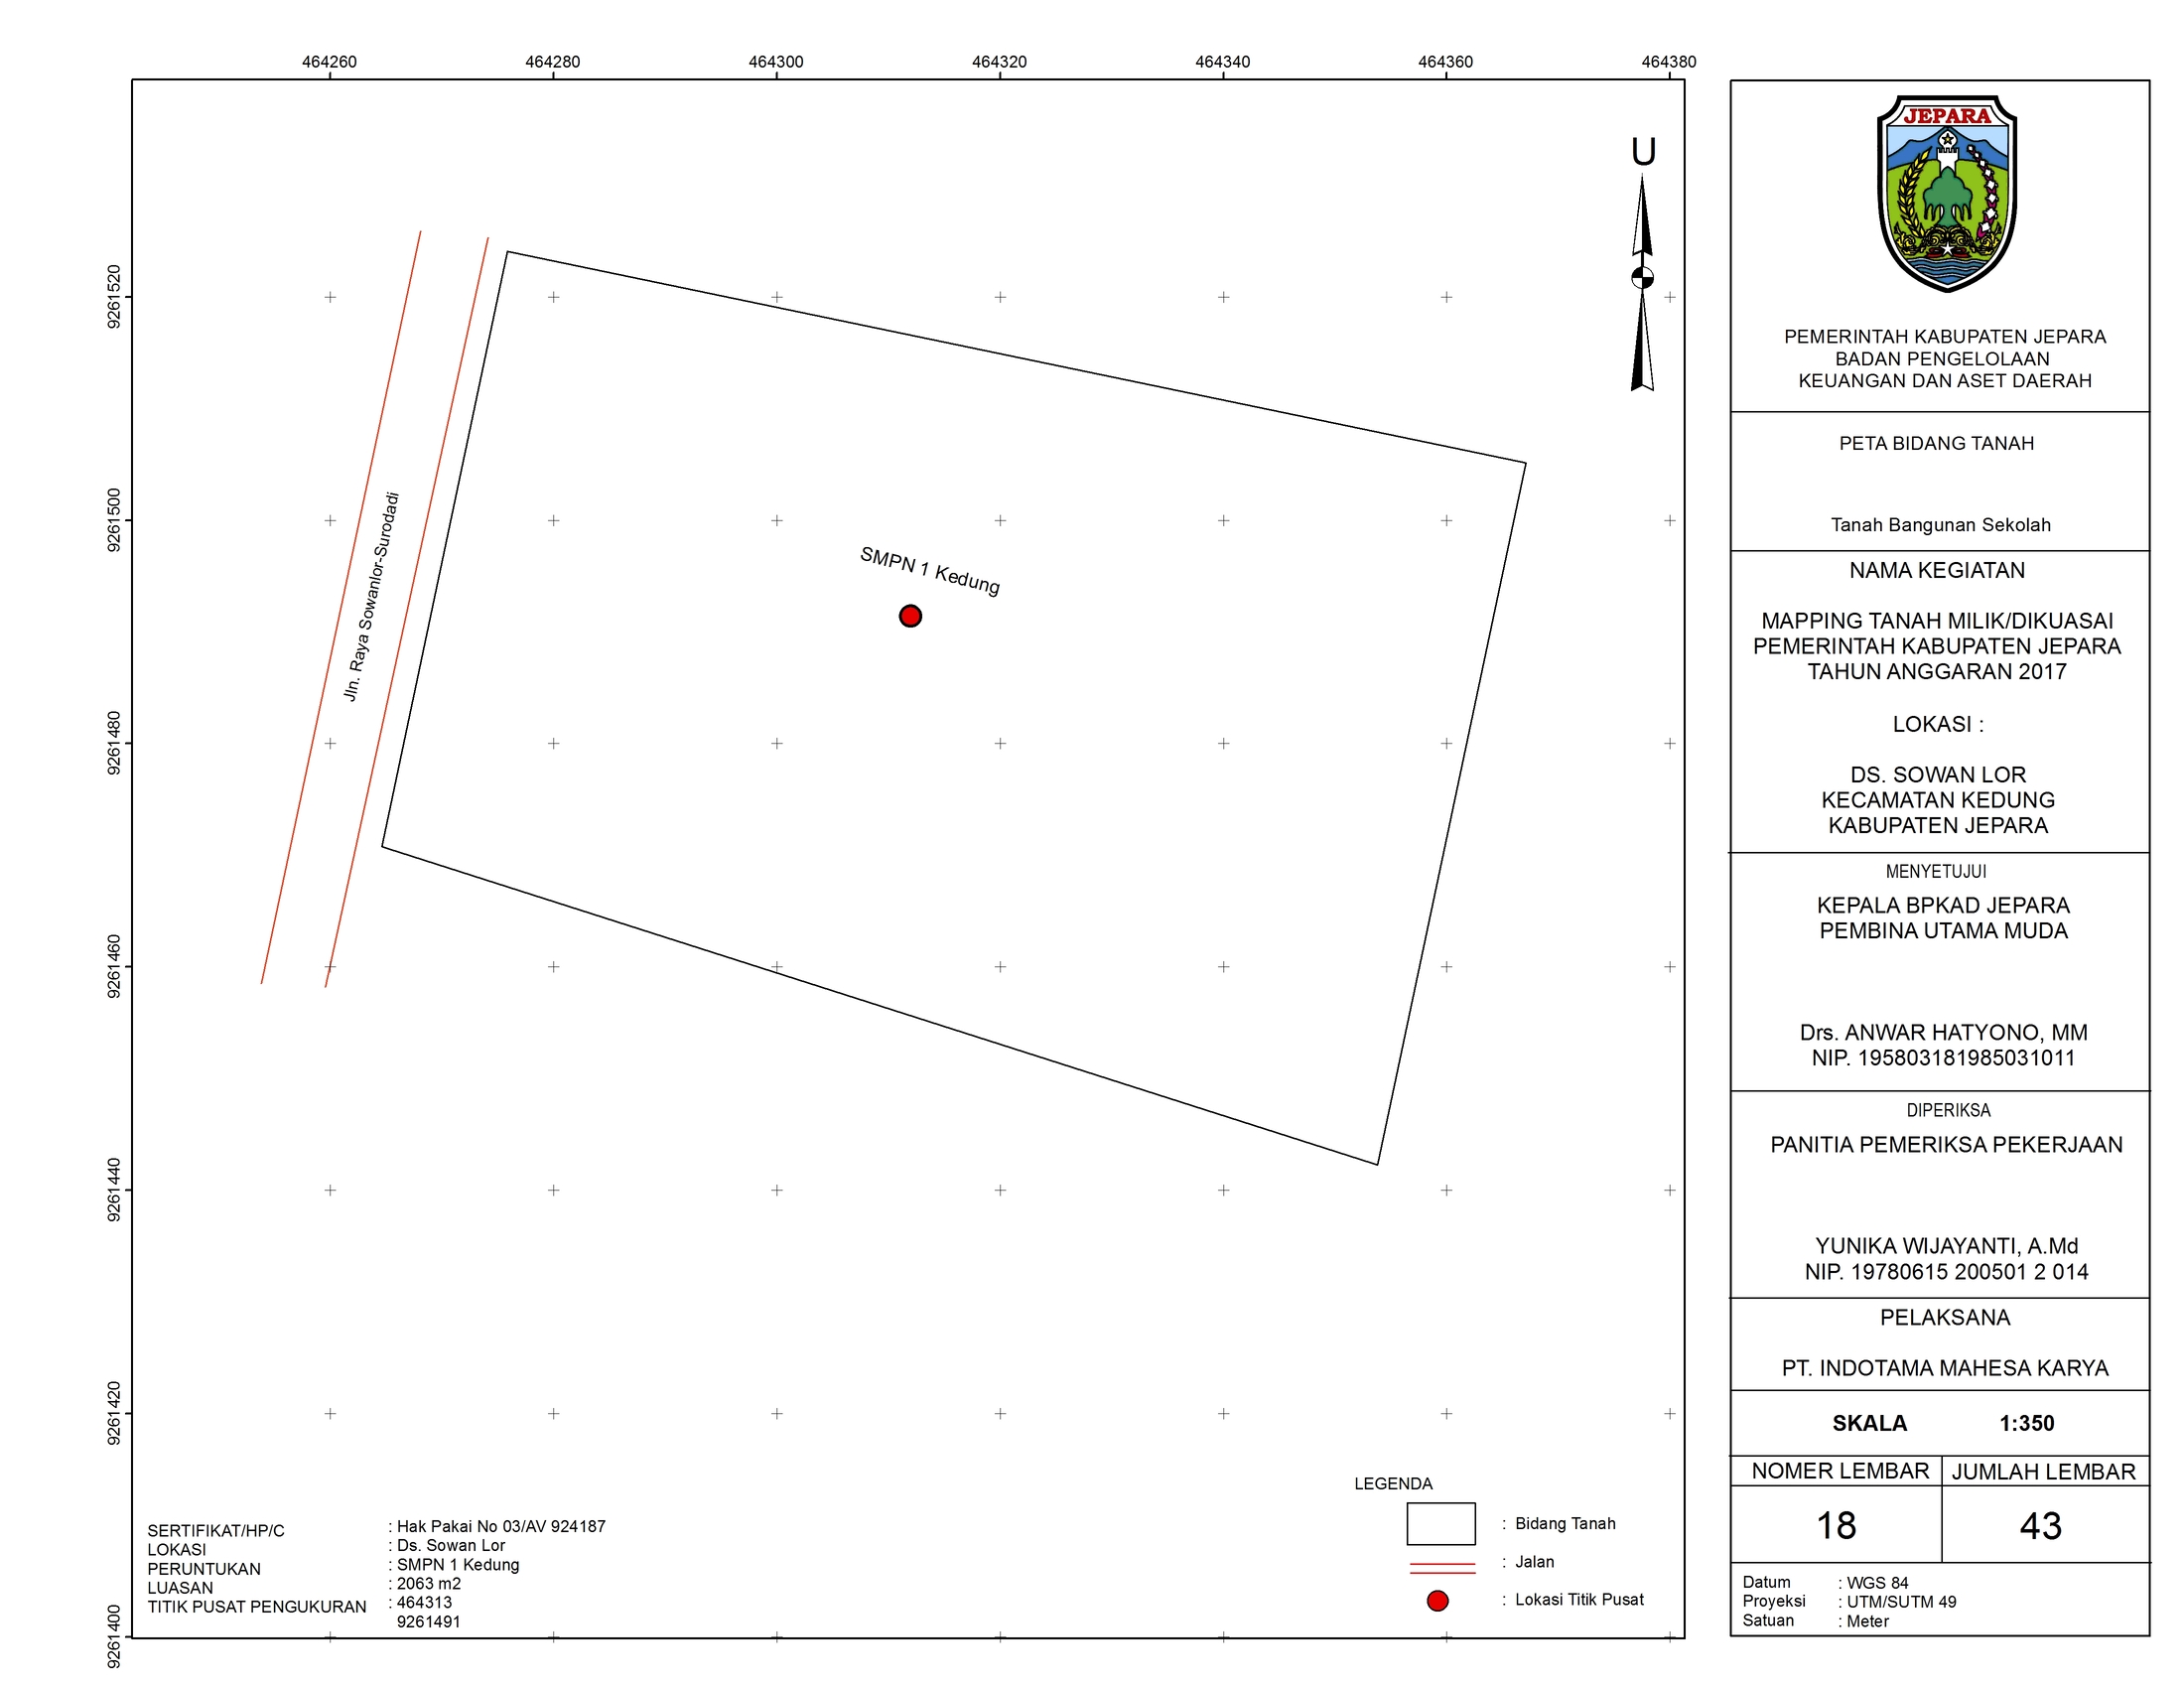 464260 464280 464300 464320 464340 464360 464380
9261520
9261500
9261480
9261460
9261440
9261420
9261400
U
Jln. Raya Sowanlor-Surodadi
SMPN 1 Kedung
SERTIFIKAT/HP/C : Hak Pakai No 03/AV 924187
LOKASI : Ds. Sowan Lor
PERUNTUKAN : SMPN 1 Kedung
LUASAN : 2063 m2
TITIK PUSAT PENGUKURAN : 464313
9261491
LEGENDA
: Bidang Tanah
: Jalan
: Lokasi Titik Pusat
JEPARA
PEMERINTAH KABUPATEN JEPARA
BADAN PENGELOLAAN
KEUANGAN DAN ASET DAERAH
PETA BIDANG TANAH
Tanah Bangunan Sekolah
NAMA KEGIATAN
MAPPING TANAH MILIK/DIKUASAI
PEMERINTAH KABUPATEN JEPARA
TAHUN ANGGARAN 2017
LOKASI :
DS. SOWAN LOR
KECAMATAN KEDUNG
KABUPATEN JEPARA
MENYETUJUI
KEPALA BPKAD JEPARA
PEMBINA UTAMA MUDA
Drs. ANWAR HATYONO, MM
NIP. 195803181985031011
DIPERIKSA
PANITIA PEMERIKSA PEKERJAAN
YUNIKA WIJAYANTI, A.Md
NIP. 19780615 200501 2 014
PELAKSANA
PT. INDOTAMA MAHESA KARYA
SKALA 1:350
NOMER LEMBAR JUMLAH LEMBAR
18 43
Datum : WGS 84
Proyeksi : UTM/SUTM 49
Satuan : Meter